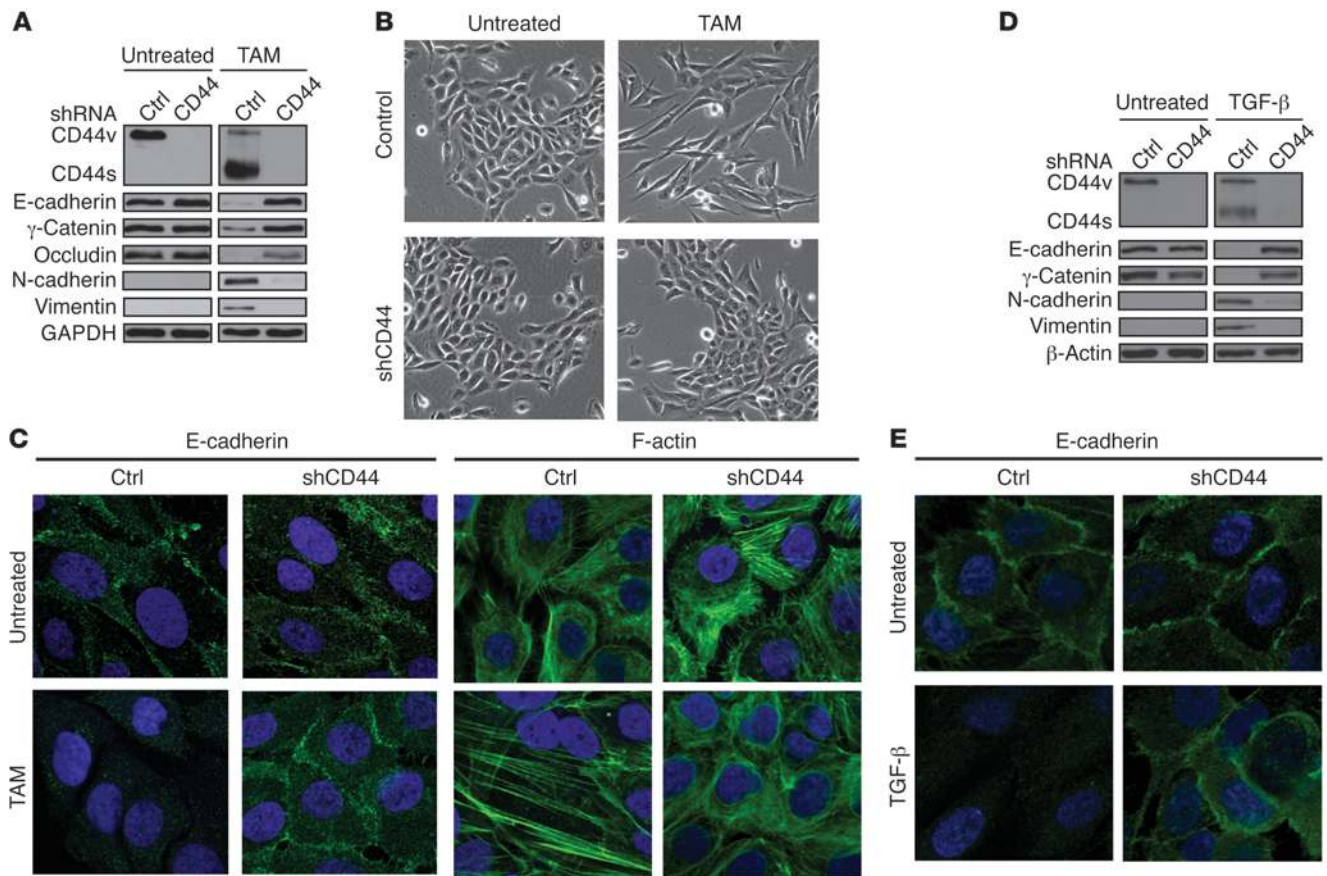 A
Untreated TAM
shRNA Ctrl CD44 Ctrl CD44
CD44v
CD44s
E-cadherin
γ-Catenin
Occludin
N-cadherin
Vimentin
GAPDH
B
Untreated TAM
Control
shCD44
D
Untreated TGF-β
shRNA Ctrl CD44 Ctrl CD44
CD44v
CD44s
E-cadherin
γ-Catenin
N-cadherin
Vimentin
β-Actin
C
E-cadherin F-actin
Ctrl shCD44 Ctrl shCD44
Untreated
TAM
E
E-cadherin
Ctrl shCD44
Untreated
TGF-β